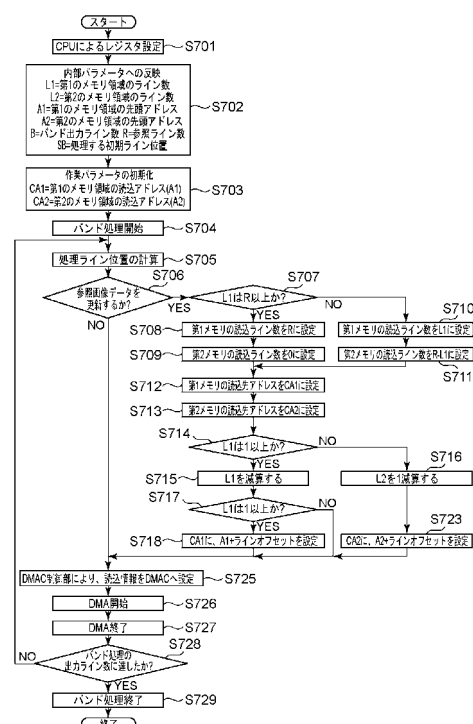 スタート
CPUによるレジスタ設定
S701
内部パラメータへの反映
L1=第1のメモリ領域のライン数
L2=第2のメモリ領域のライン数
A1=第1のメモリ領域の先頭アドレス
A2=第2のメモリ領域の先頭アドレス
B=バンド出力ライン数 R=参照ライン数
SB=処理する初期ライン位置
S702
作業パラメータの初期化
CA1=第1のメモリ領域の読込アドレス(A1)
CA2=第2のメモリ領域の読込アドレス(A2)
S703
バンド処理開始
S704
処理ライン位置の計算
S705
S706
参照画像データを
更新するか?
YES
NO
S707
L1はR以上か?
NO
YES
S708
第1メモリの読込ライン数をRに設定
第1メモリの読込ライン数をL1に設定
S710
S709
第2メモリの読込ライン数を0に設定
第2メモリの読込ライン数をR-L1に設定
S711
S712
第1メモリの読込先アドレスをCA1に設定
S713
第2メモリの読込先アドレスをCA2に設定
S714
L1は1以上か?
NO
YES
S715
L1を減算する
L2を1減算する
S716
S717
L1は1以上か?
NO
YES
S718
CA1に、A1+ラインオフセットを設定
CA2に、A2+ラインオフセットを設定
S723
DMAC制御部により、読込情報をDMACへ設定
S725
DMA開始
S726
DMA終了
S727
S728
バンド処理の
出力ライン数に達したか?
NO
YES
バンド処理終了
S729
終了